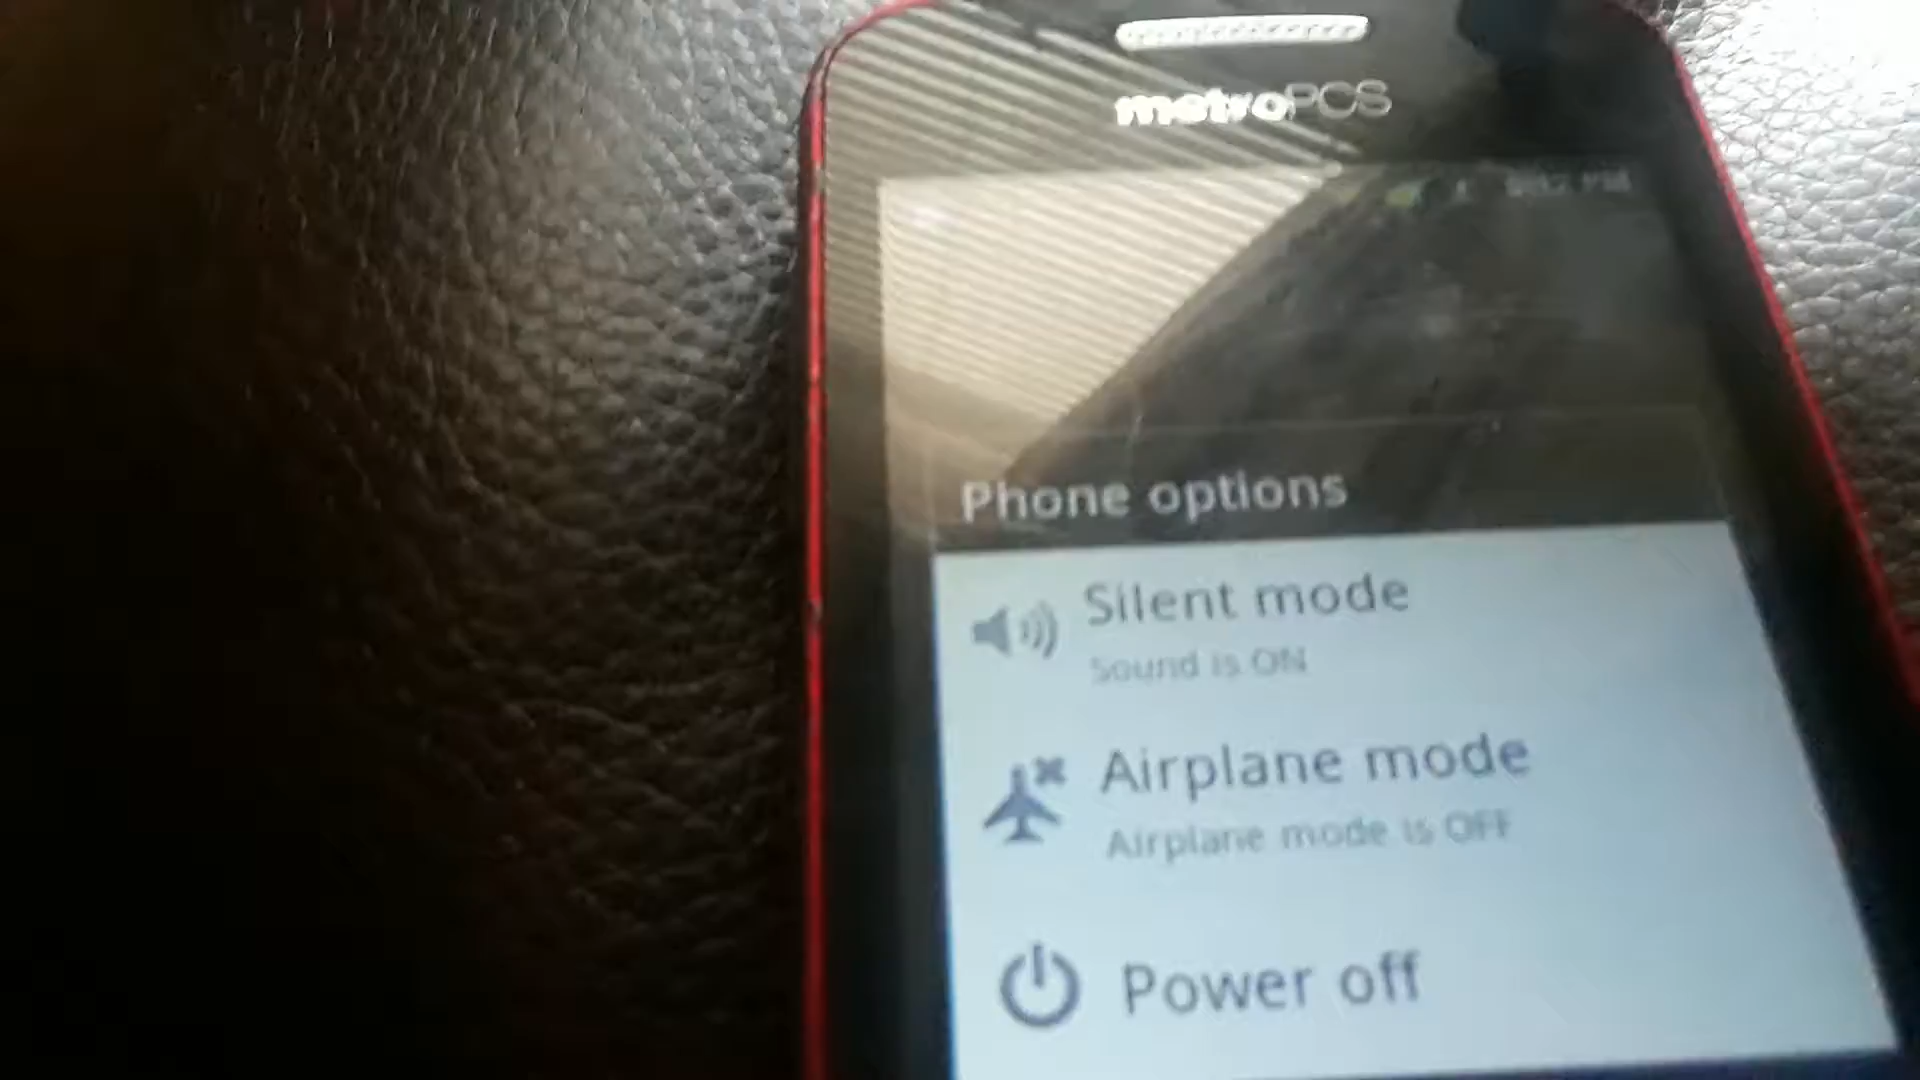 metroPCS
Phone options
Silent mode
Sound is ON
Airplane mode
Airplane mode is OFF
Power off